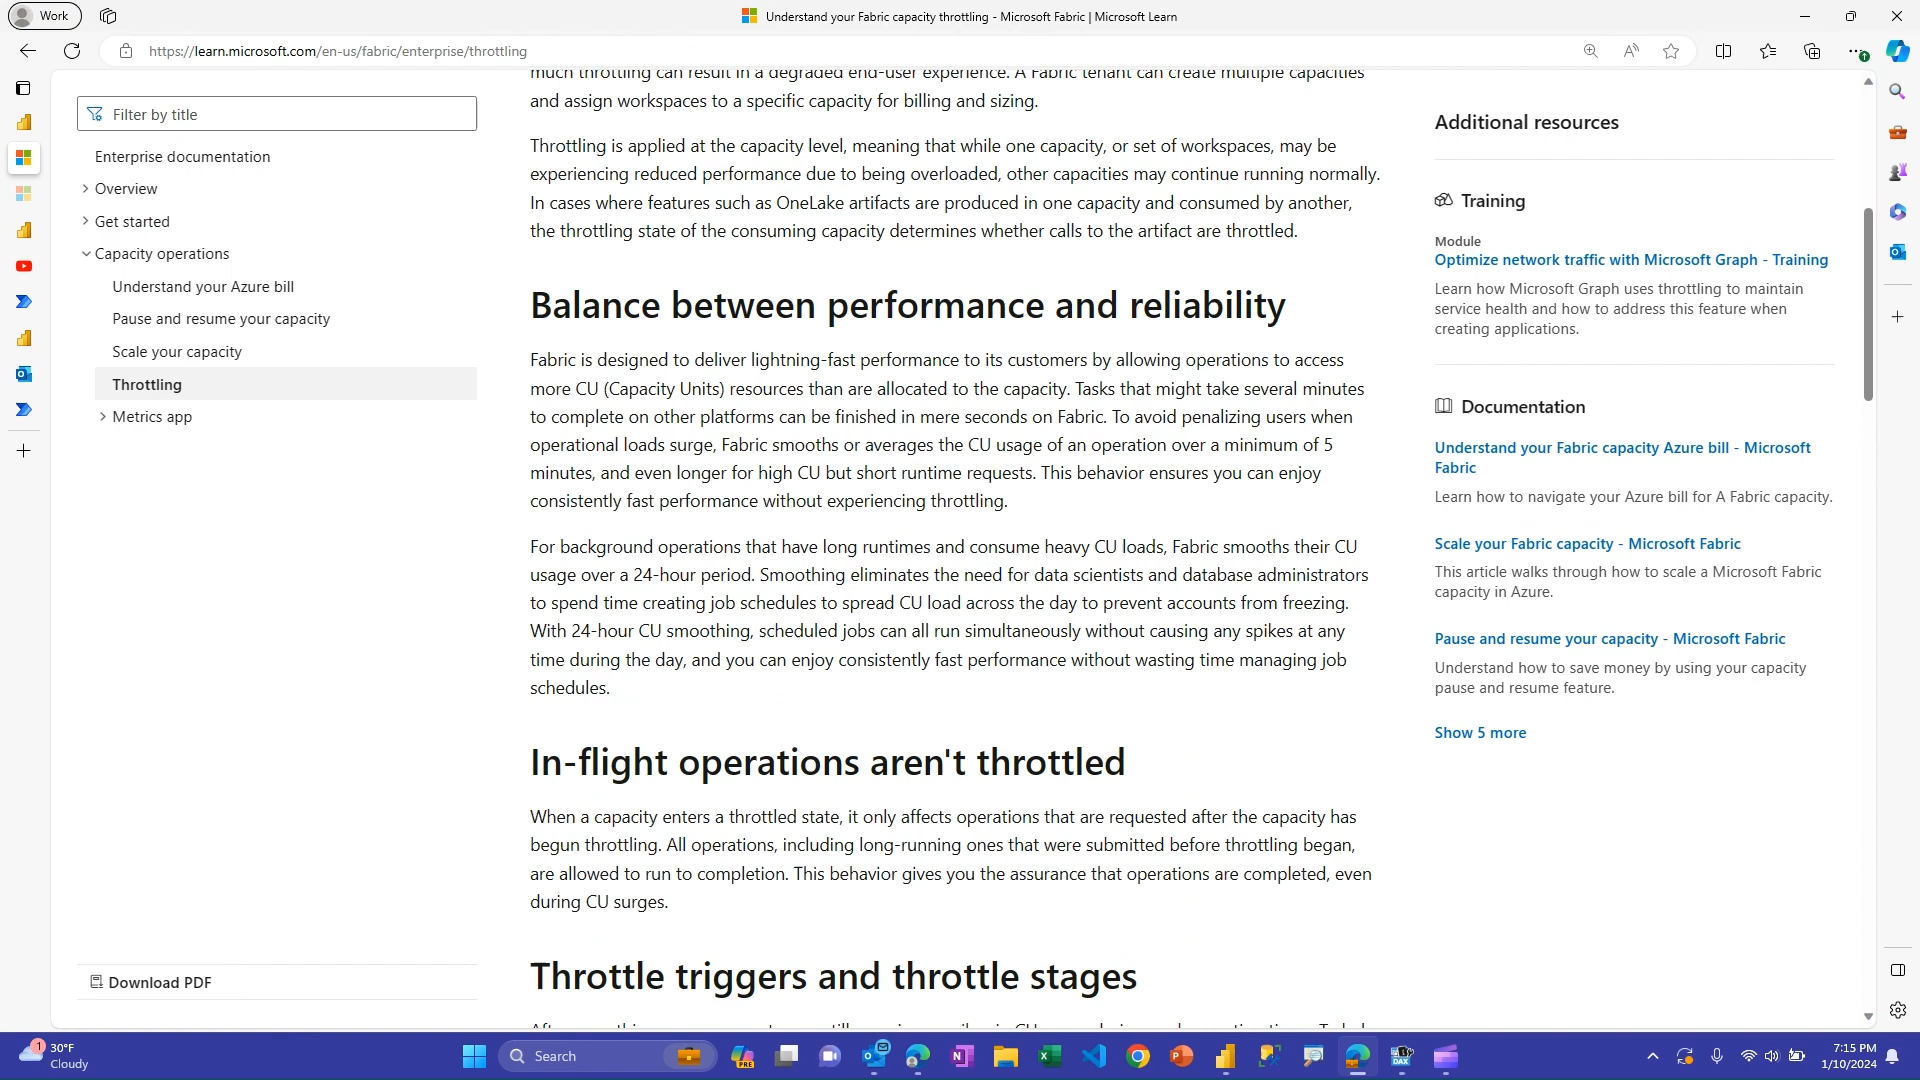 Work
Understand your Fabric capacity throttling - Microsoft Fabric | Microsoft Learn
https://learn.microsoft.com/en-us/fabric/enterprise/throttling
Filter by title
Enterprise documentation
Overview
Get started
Capacity operations
Understand your Azure bill
Pause and resume your capacity
Scale your capacity
Throttling
Metrics app
Download PDF
much throttling can result in a degraded end-user experience. A Fabric tenant can create multiple capacities
and assign workspaces to a specific capacity for billing and sizing.
Throttling is applied at the capacity level, meaning that while one capacity, or set of workspaces, may be
experiencing reduced performance due to being overloaded, other capacities may continue running normally.
In cases where features such as OneLake artifacts are produced in one capacity and consumed by another,
the throttling state of the consuming capacity determines whether calls to the artifact are throttled.
Balance between performance and reliability
Fabric is designed to deliver lightning-fast performance to its customers by allowing operations to access
more CU (Capacity Units) resources than are allocated to the capacity. Tasks that might take several minutes
to complete on other platforms can be finished in mere seconds on Fabric. To avoid penalizing users when
operational loads surge, Fabric smooths or averages the CU usage of an operation over a minimum of 5
minutes, and even longer for high CU but short runtime requests. This behavior ensures you can enjoy
consistently fast performance without experiencing throttling.
For background operations that have long runtimes and consume heavy CU loads, Fabric smooths their CU
usage over a 24-hour period. Smoothing eliminates the need for data scientists and database administrators
to spend time creating job schedules to spread CU load across the day to prevent accounts from freezing.
With 24-hour CU smoothing, scheduled jobs can all run simultaneously without causing any spikes at any
time during the day, and you can enjoy consistently fast performance without wasting time managing job
schedules.
In-flight operations aren't throttled
When a capacity enters a throttled state, it only affects operations that are requested after the capacity has
begun throttling. All operations, including long-running ones that were submitted before throttling began,
are allowed to run to completion. This behavior gives you the assurance that operations are completed, even
during CU surges.
Throttle triggers and throttle stages
Additional resources
Training
Module
Optimize network traffic with Microsoft Graph - Training
Learn how Microsoft Graph uses throttling to maintain
service health and how to address this feature when
creating applications.
Documentation
Understand your Fabric capacity Azure bill - Microsoft
Fabric
Learn how to navigate your Azure bill for A Fabric capacity.
Scale your Fabric capacity - Microsoft Fabric
This article walks through how to scale a Microsoft Fabric
capacity in Azure.
Pause and resume your capacity - Microsoft Fabric
Understand how to save money by using your capacity
pause and resume feature.
Show 5 more
1
30°F
Cloudy
Search
PRE
DAX
7:15 PM
1/10/2024